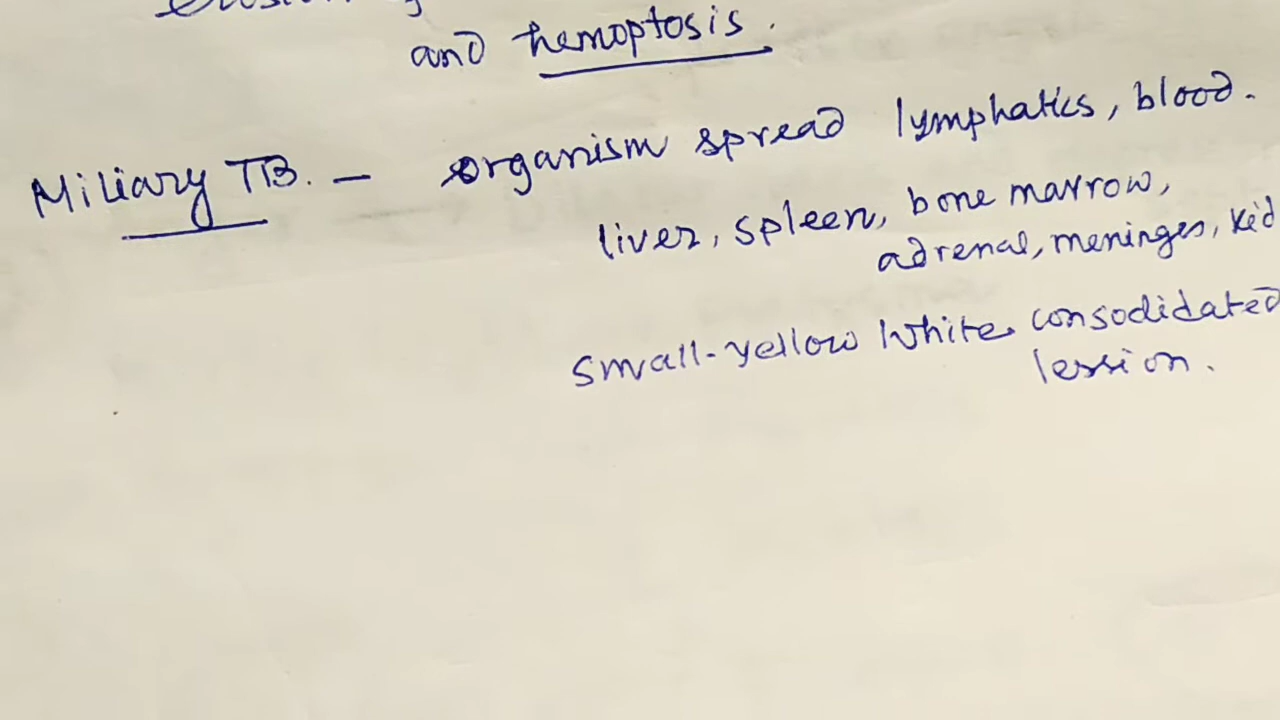 and hemoptosis.
Miliary TB. – organism spread lymphatics, blood.
liver, spleen, bone marrow,
adrenal, meninges, kid
small-yellow white consodidated
lession.